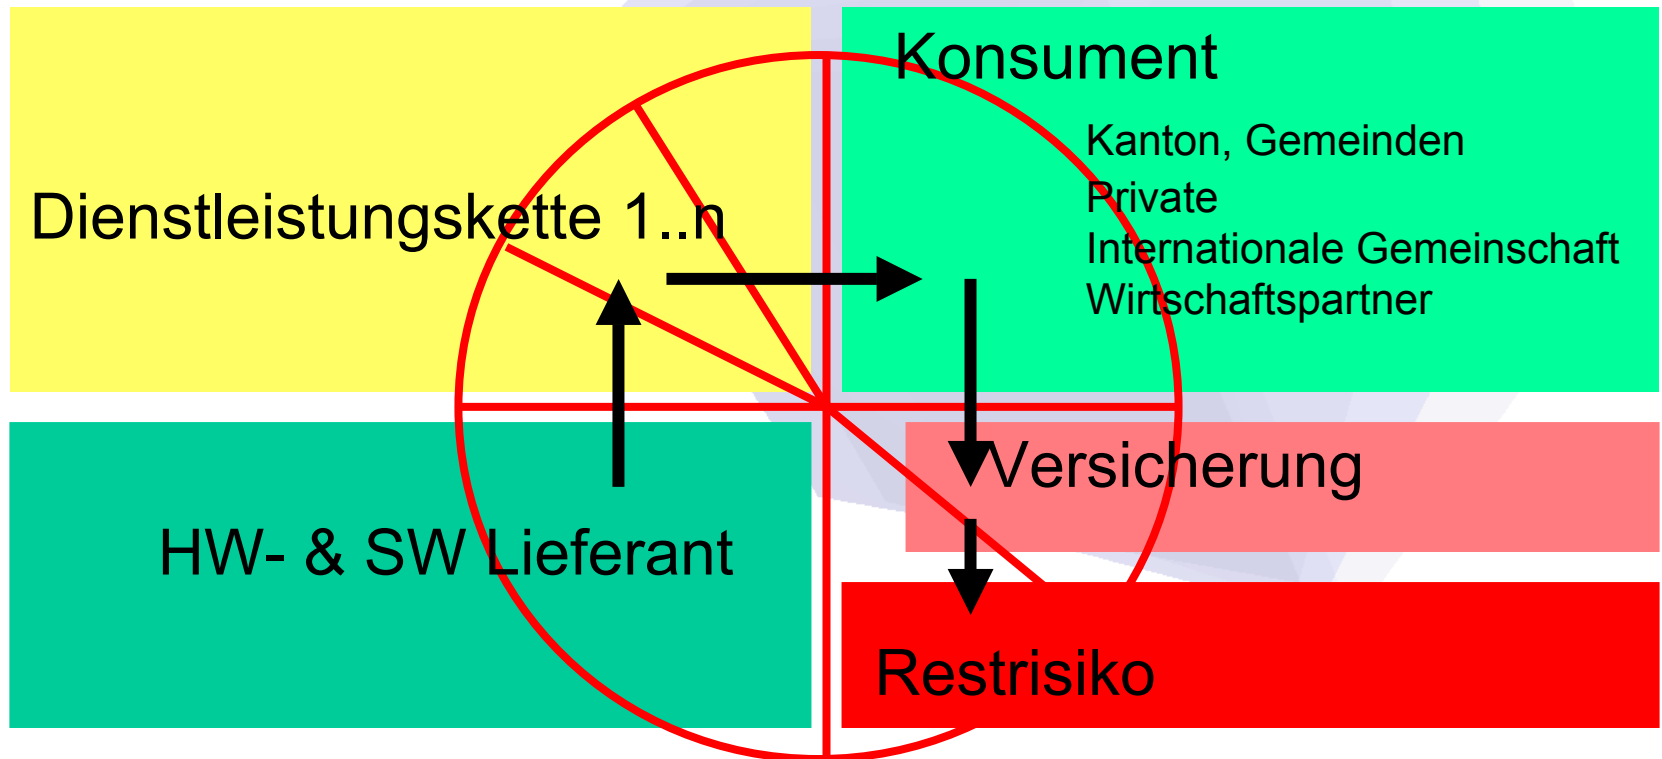 Konsument
Kanton, Gemeinden
Private
Internationale Gemeinschaft
Wirtschaftspartner
Dienstleistungskette 1..n
Versicherung
HW- & SW Lieferant
Restrisiko